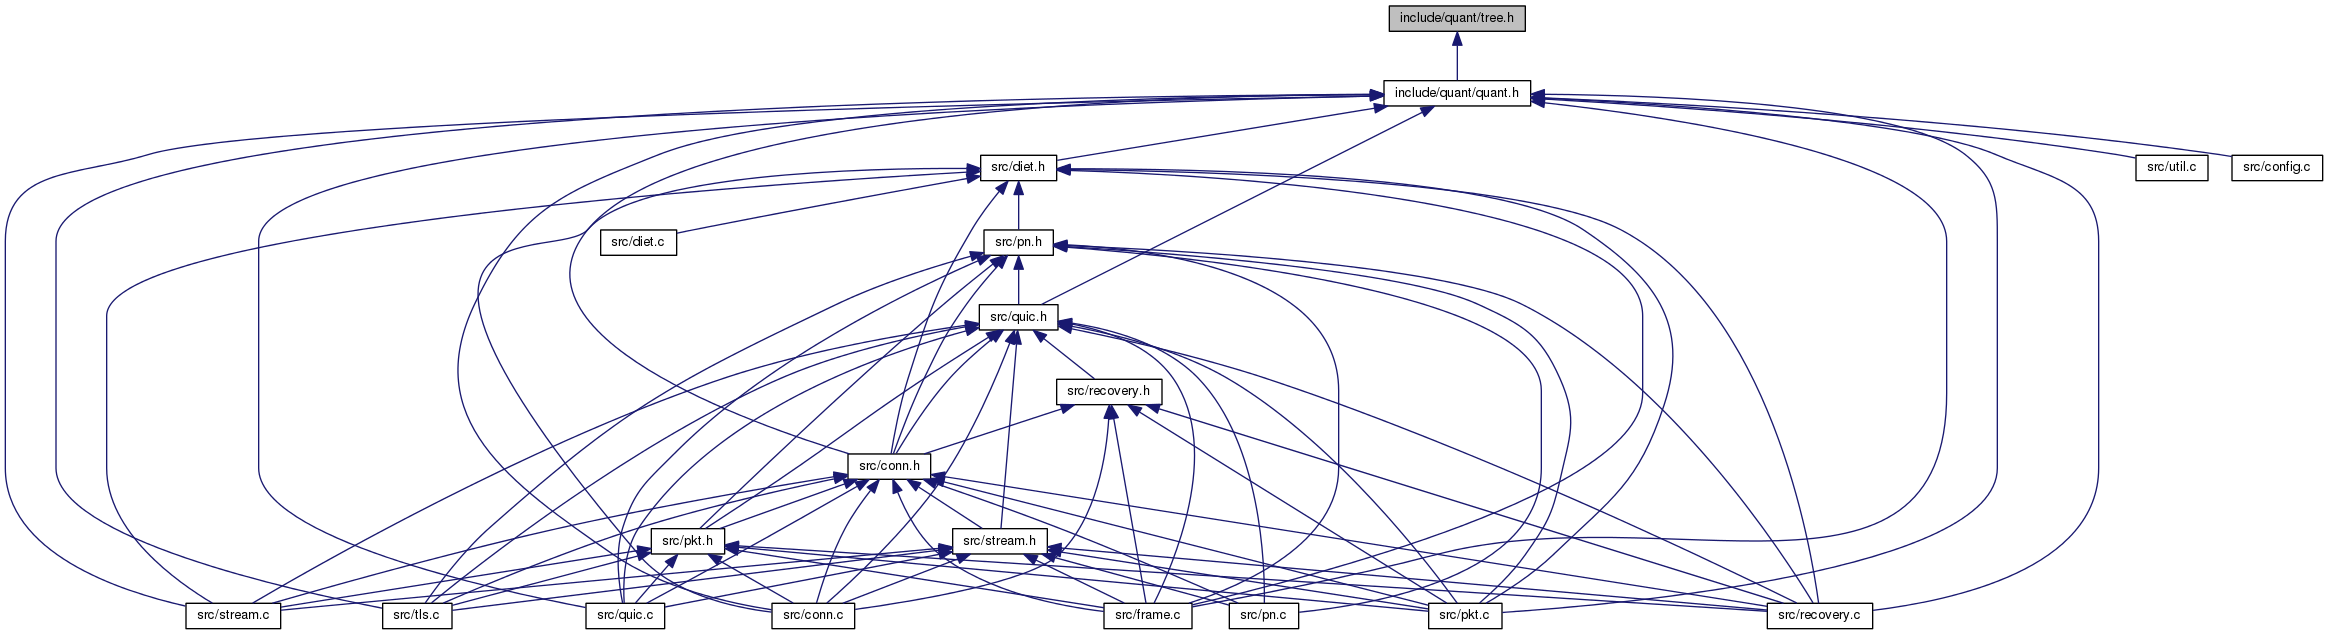 include/quant/tree.h
include/quant/quant.h
src/diet.h
src/util.c
src/config.c
src/diet.c
src/pn.h
src/quic.h
src/recovery.h
src/conn.h
src/pkt.h
src/stream.h
src/stream.c
src/tls.c
src/quic.c
src/conn.c
src/frame.c
src/pn.c
src/pkt.c
src/recovery.c